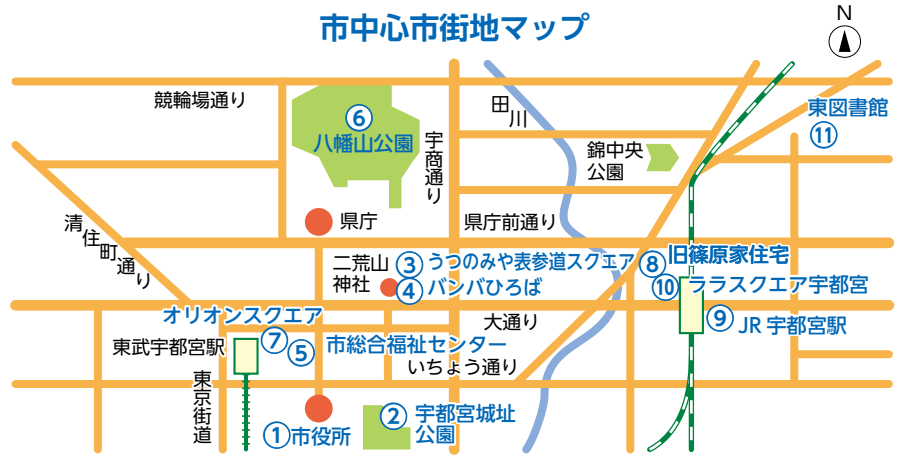 市中心市街地マップ
N
競輪場通り
田川
東図書館
⑪
⑥
八幡山公園
宇商通り
錦中央
公園
清住町通り
県庁
県庁前通り
二荒山
神社
③ うつのみや表参道スクエア
④ バンバひろば
⑧ 旧篠原家住宅
⑩ ララスクエア宇都宮
オリオンスクエア
⑦
大通り
⑨ JR 宇都宮駅
東武宇都宮駅
⑤ 市総合福祉センター
いちょう通り
東京街道
① 市役所
② 宇都宮城址
公園